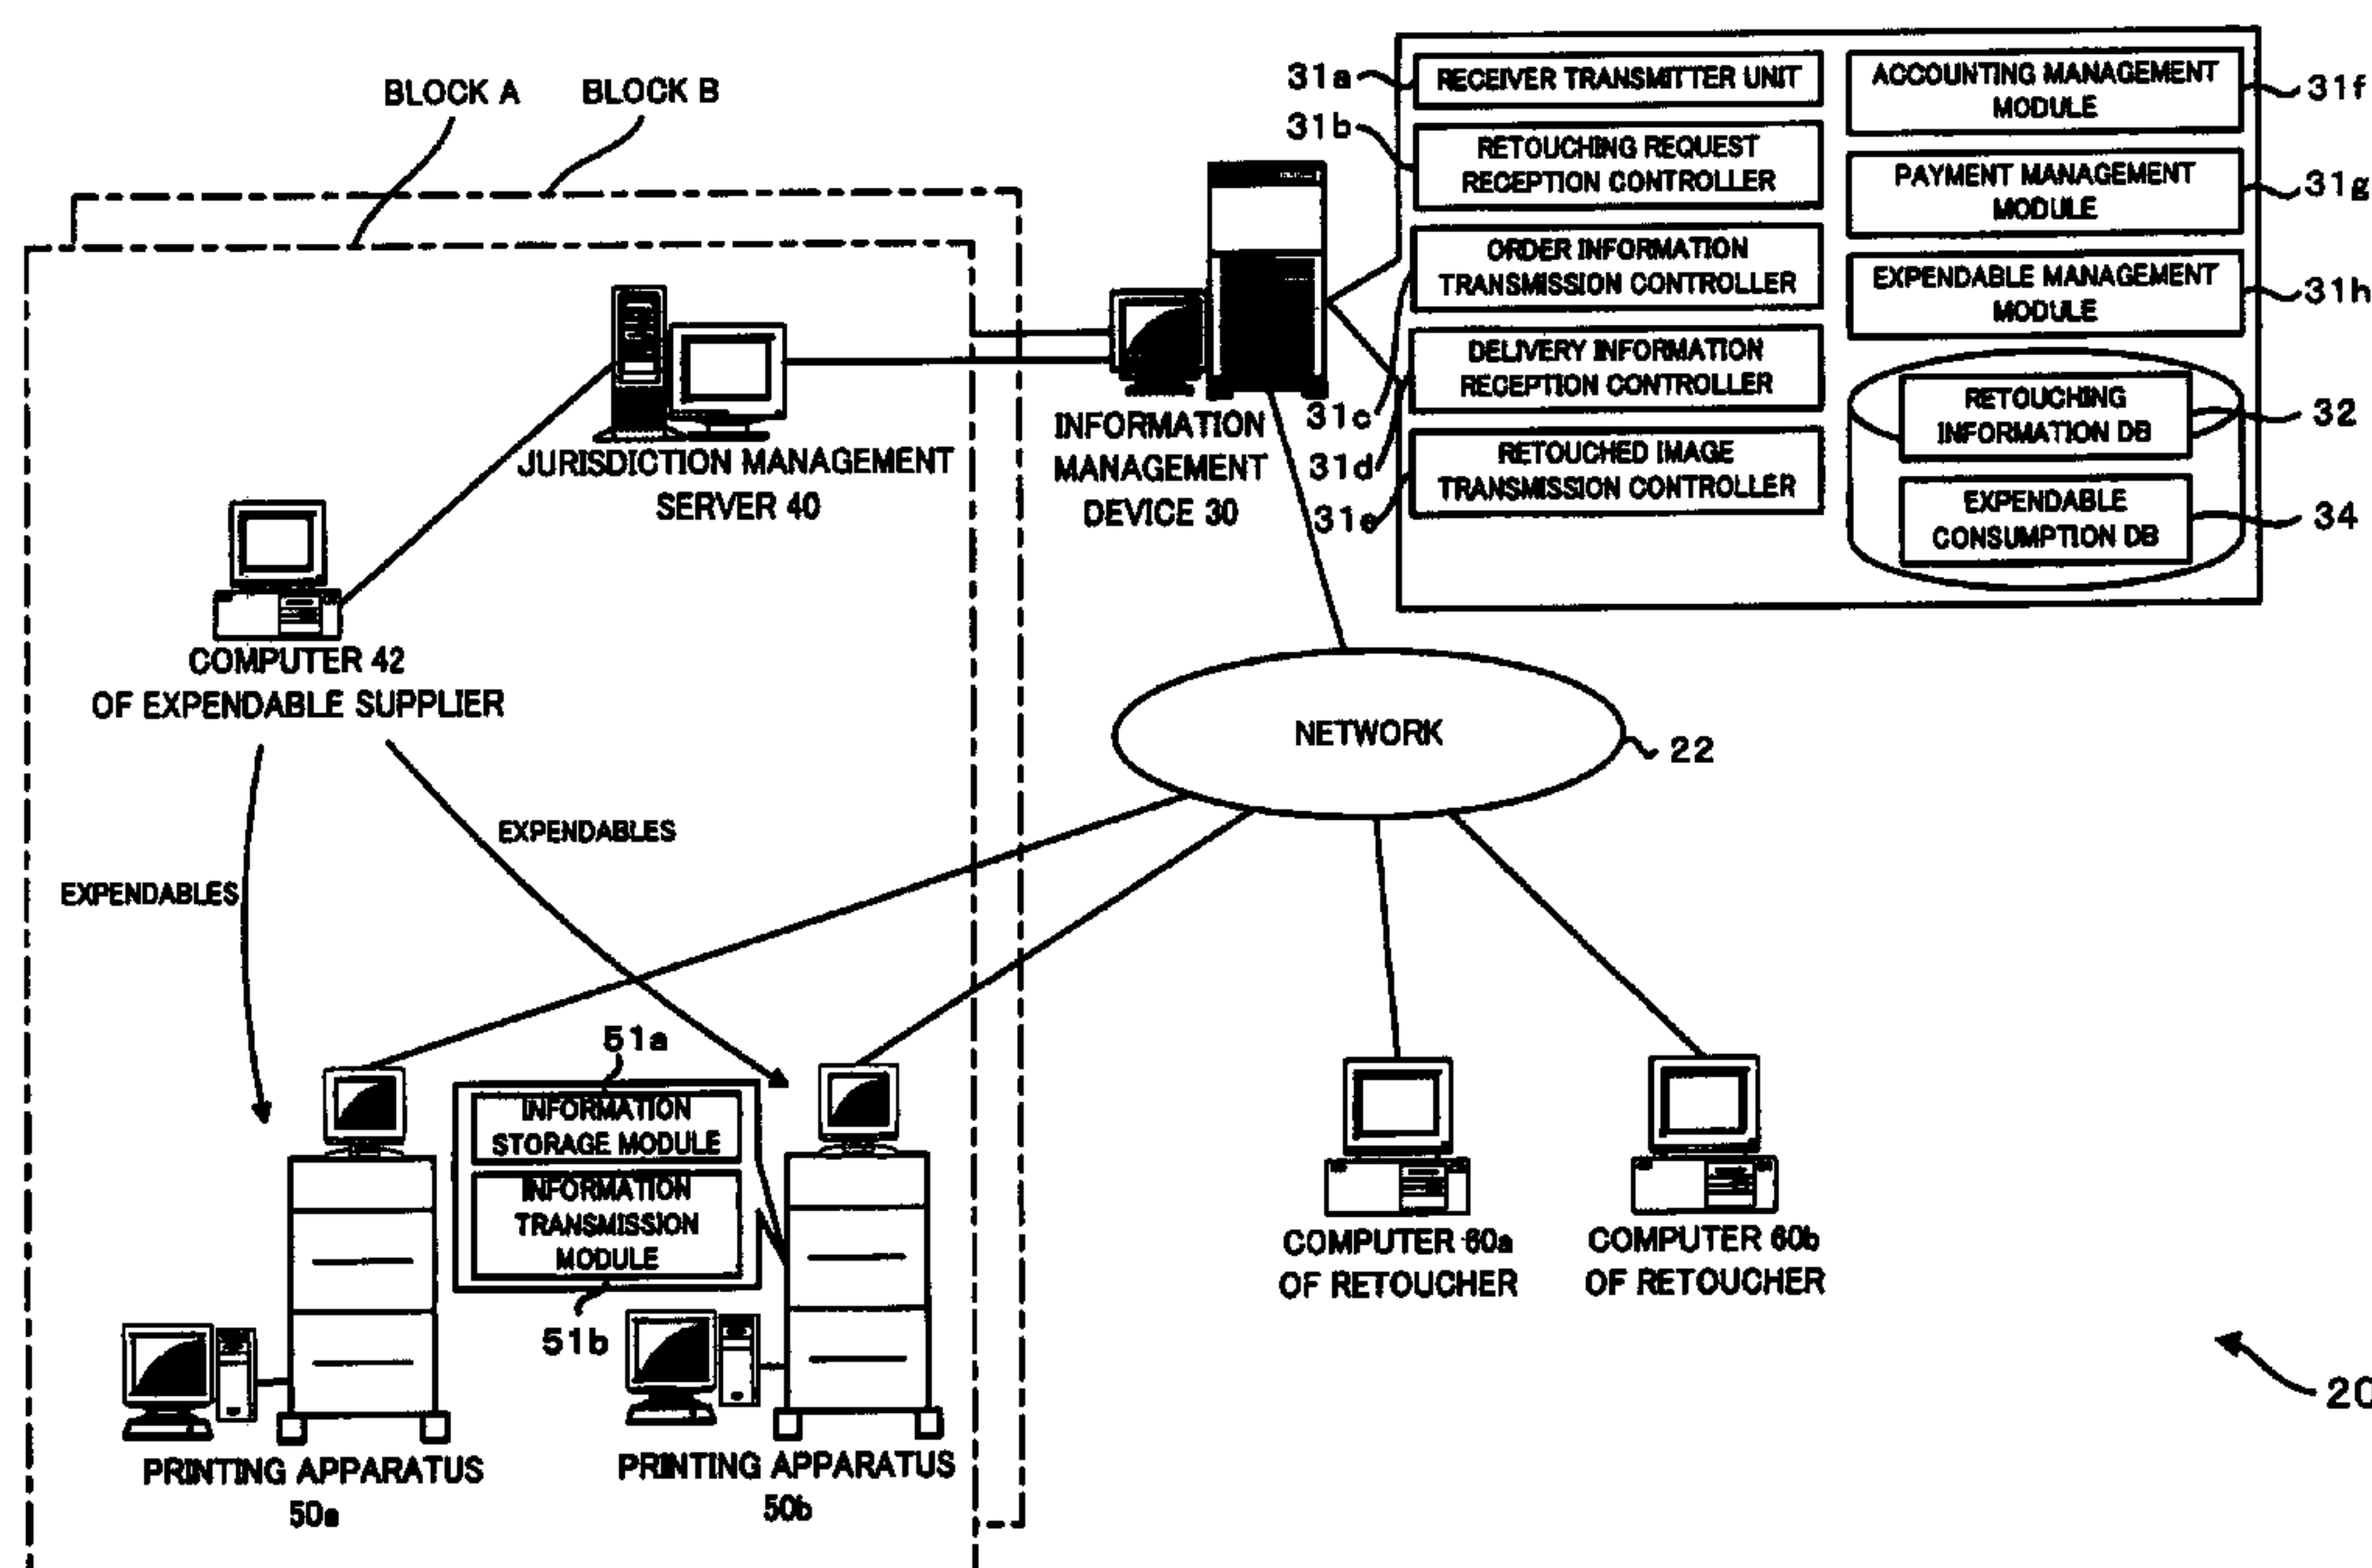 BLOCK A
BLOCK B
31a
RECEIVER TRANSMITTER UNIT
31b
RETOUCHING REQUEST
RECEPTION CONTROLLER
ORDER INFORMATION
TRANSMISSION CONTROLLER
31c
DELIVERY INFORMATION
RECEPTION CONTROLLER
31d
RETOUCHED IMAGE
TRANSMISSION CONTROLLER
31e
ACCOUNTING MANAGEMENT
MODULE
31f
PAYMENT MANAGEMENT
MODULE
31g
EXPENDABLE MANAGEMENT
MODULE
31h
RETOUCHING
INFORMATION DB
32
EXPENDABLE
CONSUMPTION DB
34
INFORMATION
MANAGEMENT
DEVICE 30
JURISDICTION MANAGEMENT
SERVER 40
COMPUTER 42
OF EXPENDABLE SUPPLIER
NETWORK
22
EXPENDABLES
EXPENDABLES
51a
INFORMATION
STORAGE MODULE
INFORMATION
TRANSMISSION
MODULE
51b
PRINTING APPARATUS
50a
PRINTING APPARATUS
50b
COMPUTER 60a
OF RETOUCHER
COMPUTER 60b
OF RETOUCHER
20